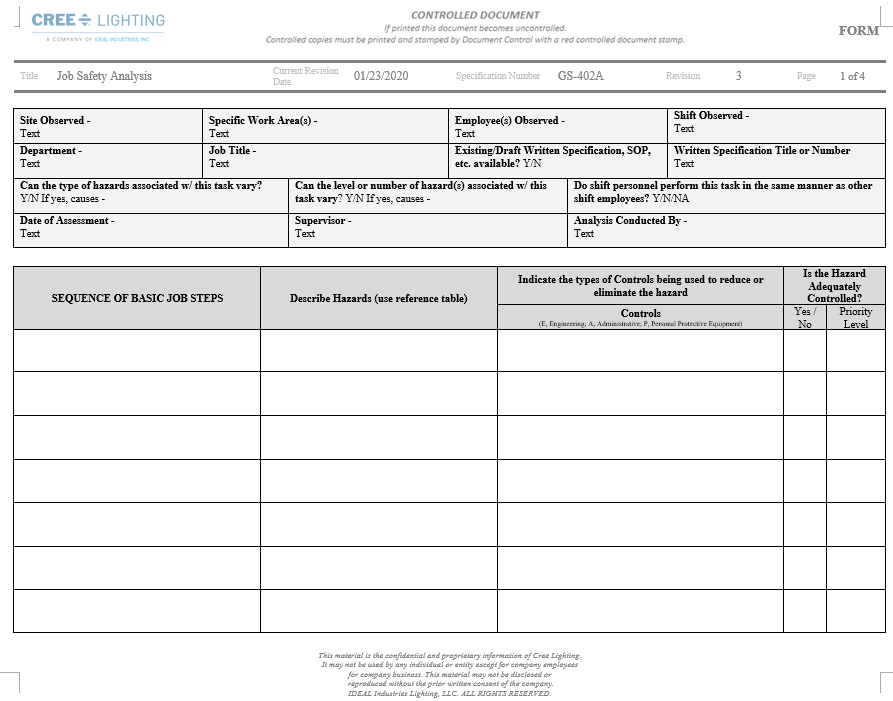 CREE LIGHTING
A COMPANY OF IDEAL INDUSTRIES, INC.
CONTROLLED DOCUMENT
If printed this document becomes uncontrolled.
Controlled copies must be printed and stamped by Document Control with a red controlled document stamp.
FORM
Title Job Safety Analysis Current Revision Date 01/23/2020 Specification Number GS-402A Revision 3 Page 1 of 4
Site Observed -
Text
Specific Work Area(s) -
Text
Employee(s) Observed -
Text
Shift Observed -
Text
Department -
Text
Job Title -
Text
Existing/Draft Written Specification, SOP,
etc. available? Y/N
Written Specification Title or Number
Text
Can the type of hazards associated w/ this task vary?
Y/N If yes, causes -
Can the level or number of hazard(s) associated w/ this
task vary? Y/N If yes, causes -
Do shift personnel perform this task in the same manner as other
shift employees? Y/N/NA
Date of Assessment -
Text
Supervisor -
Text
Analysis Conducted By -
Text
SEQUENCE OF BASIC JOB STEPS
Describe Hazards (use reference table)
Indicate the types of Controls being used to reduce or
eliminate the hazard
Controls
(E, Engineering; A, Administrative; P, Personal Protective Equipment)
Is the Hazard
Adequately
Controlled?
Yes /
No
Priority
Level
This material is the confidential and proprietary information of Cree Lighting.
It may not be used by any individual or entity except for company employees
for company business. This material may not be disclosed or
reproduced without the prior written consent of the company.
IDEAL Industries Lighting, LLC. ALL RIGHTS RESERVED.